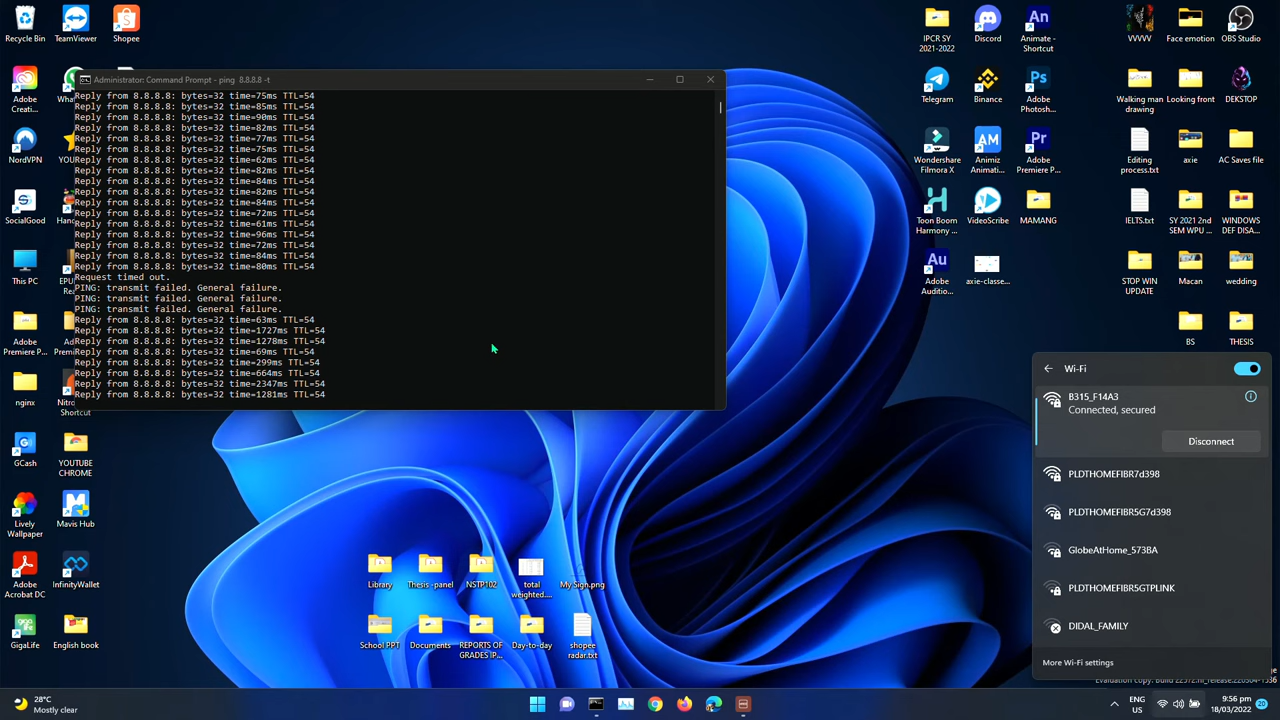 Recycle Bin
TeamViewer
Shopee
Adobe
Creati...
Wha
NordVPN
YOU
SocialGood
Hand
This PC
EPU
Re
Adobe
Premiere P...
nginx
Nitro
Shortcut
GCash
YOUTUBE
CHROME
Lively
Wallpaper
Mavis Hub
Adobe
Acrobat DC
InfinityWallet
GigaLife
English book
Administrator: Command Prompt - ping 8.8.8.8 -t
Reply from 8.8.8.8: bytes=32 time=75ms TTL=54
Reply from 8.8.8.8: bytes=32 time=85ms TTL=54
Reply from 8.8.8.8: bytes=32 time=90ms TTL=54
Reply from 8.8.8.8: bytes=32 time=82ms TTL=54
Reply from 8.8.8.8: bytes=32 time=77ms TTL=54
Reply from 8.8.8.8: bytes=32 time=75ms TTL=54
Reply from 8.8.8.8: bytes=32 time=62ms TTL=54
Reply from 8.8.8.8: bytes=32 time=82ms TTL=54
Reply from 8.8.8.8: bytes=32 time=84ms TTL=54
Reply from 8.8.8.8: bytes=32 time=82ms TTL=54
Reply from 8.8.8.8: bytes=32 time=84ms TTL=54
Reply from 8.8.8.8: bytes=32 time=72ms TTL=54
Reply from 8.8.8.8: bytes=32 time=61ms TTL=54
Reply from 8.8.8.8: bytes=32 time=96ms TTL=54
Reply from 8.8.8.8: bytes=32 time=72ms TTL=54
Reply from 8.8.8.8: bytes=32 time=84ms TTL=54
Reply from 8.8.8.8: bytes=32 time=80ms TTL=54
Request timed out.
PING: transmit failed. General failure.
PING: transmit failed. General failure.
PING: transmit failed. General failure.
Reply from 8.8.8.8: bytes=32 time=63ms TTL=54
Reply from 8.8.8.8: bytes=32 time=1727ms TTL=54
Reply from 8.8.8.8: bytes=32 time=1278ms TTL=54
Reply from 8.8.8.8: bytes=32 time=69ms TTL=54
Reply from 8.8.8.8: bytes=32 time=299ms TTL=54
Reply from 8.8.8.8: bytes=32 time=664ms TTL=54
Reply from 8.8.8.8: bytes=32 time=2347ms TTL=54
Reply from 8.8.8.8: bytes=32 time=1281ms TTL=54
Library
Thesis -panel
NSTP102
total
weighted....
My Sign.png
School PPT
Documents
REPORTS OF
GRADES IP...
Day-to-day
shopee
radar.txt
IPCR SY
2021-2022
Discord
Animate -
Shortcut
Telegram
Binance
Adobe
Photosh...
Wondershare
Filmora X
Animiz
Animati...
Adobe
Premiere P...
Toon Boom
Harmony ...
VideoScribe
MAMANG
Adobe
Audition...
axie-classe...
VVVVV
Face emotion
OBS Studio
Walking man
drawing
Looking front
DEKSTOP
Editing
process.txt
axie
AC Saves file
IELTS.txt
SY 2021 2nd
SEM WPU ...
WINDOWS
DEF DISA...
STOP WIN
UPDATE
Macan
wedding
BS
THESIS
Wi-Fi
B315_F14A3
Connected, secured
Disconnect
PLDTHOMEFIBR7d398
PLDTHOMEFIBR5G7d398
GlobeAtHome_573BA
PLDTHOMEFIBR5GTPLINK
DIDAL_FAMILY
More Wi-Fi settings
28°C
Mostly clear
ENG
US
9:56 pm
18/03/2022
20